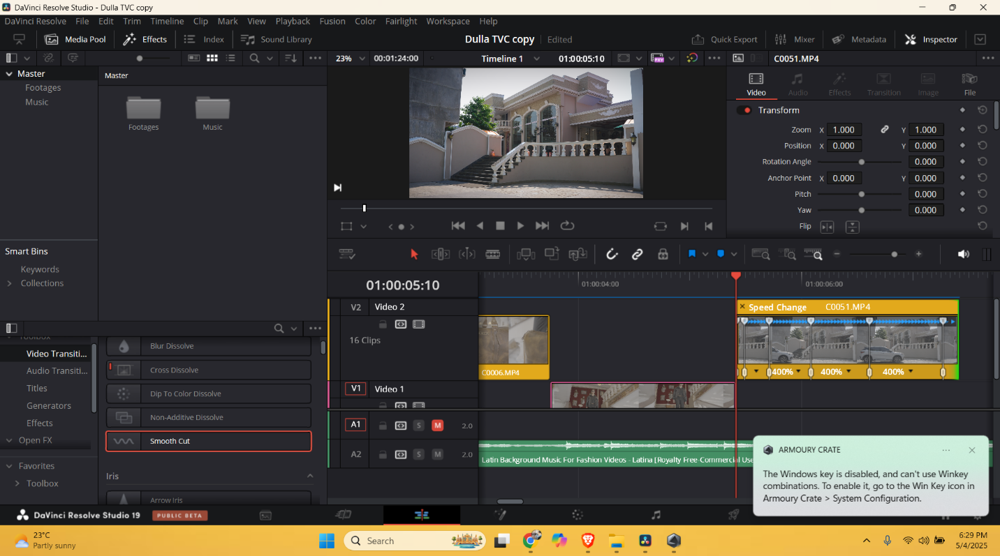 DaVinci Resolve Studio - Dulla TVC copy
DaVinci Resolve File Edit Trim Timeline Clip Mark View Playback Fusion Color Fairlight Workspace Help
Media Pool Effects Index Sound Library Dulla TVC copy Edited Quick Export Mixer Metadata Inspector
23% 00:01:24:00 Timeline 1 01:00:05:10 C0051.MP4
Master
Footages
Music
Master
Footages Music
Smart Bins
Keywords
Collections
Video Audio Effects Transition Image File
Transform
Zoom X 1.000 Y 1.000
Position X 0.000 Y 0.000
Rotation Angle 0.000
Anchor Point X 0.000 Y 0.000
Pitch 0.000
Yaw 0.000
Flip
Toolbox
Video Transiti...
Audio Transiti...
Titles
Generators
Effects
Open FX
Favorites
Toolbox
Blur Dissolve
Cross Dissolve
Dip To Color Dissolve
Non-Additive Dissolve
Smooth Cut
Iris
Arrow Iris
01:00:05:10 01:00:04:00 01:00:06:00
V2 Video 2
16 Clips
C0006.MP4
Speed Change C0051.MP4
400% 400% 400%
V1 Video 1
A1 S M 2.0
A2 S M 2.0
Latin Background Music For Fashion Videos - Latina [Royalty Free Commercial Use
ARMOURY CRATE
The Windows key is disabled, and can't use Winkey
combinations. To enable it, go to the Win Key icon in
Armoury Crate > System Configuration.
DaVinci Resolve Studio 19 PUBLIC BETA
23°C
Partly sunny
Search
6:29 PM
5/4/2025